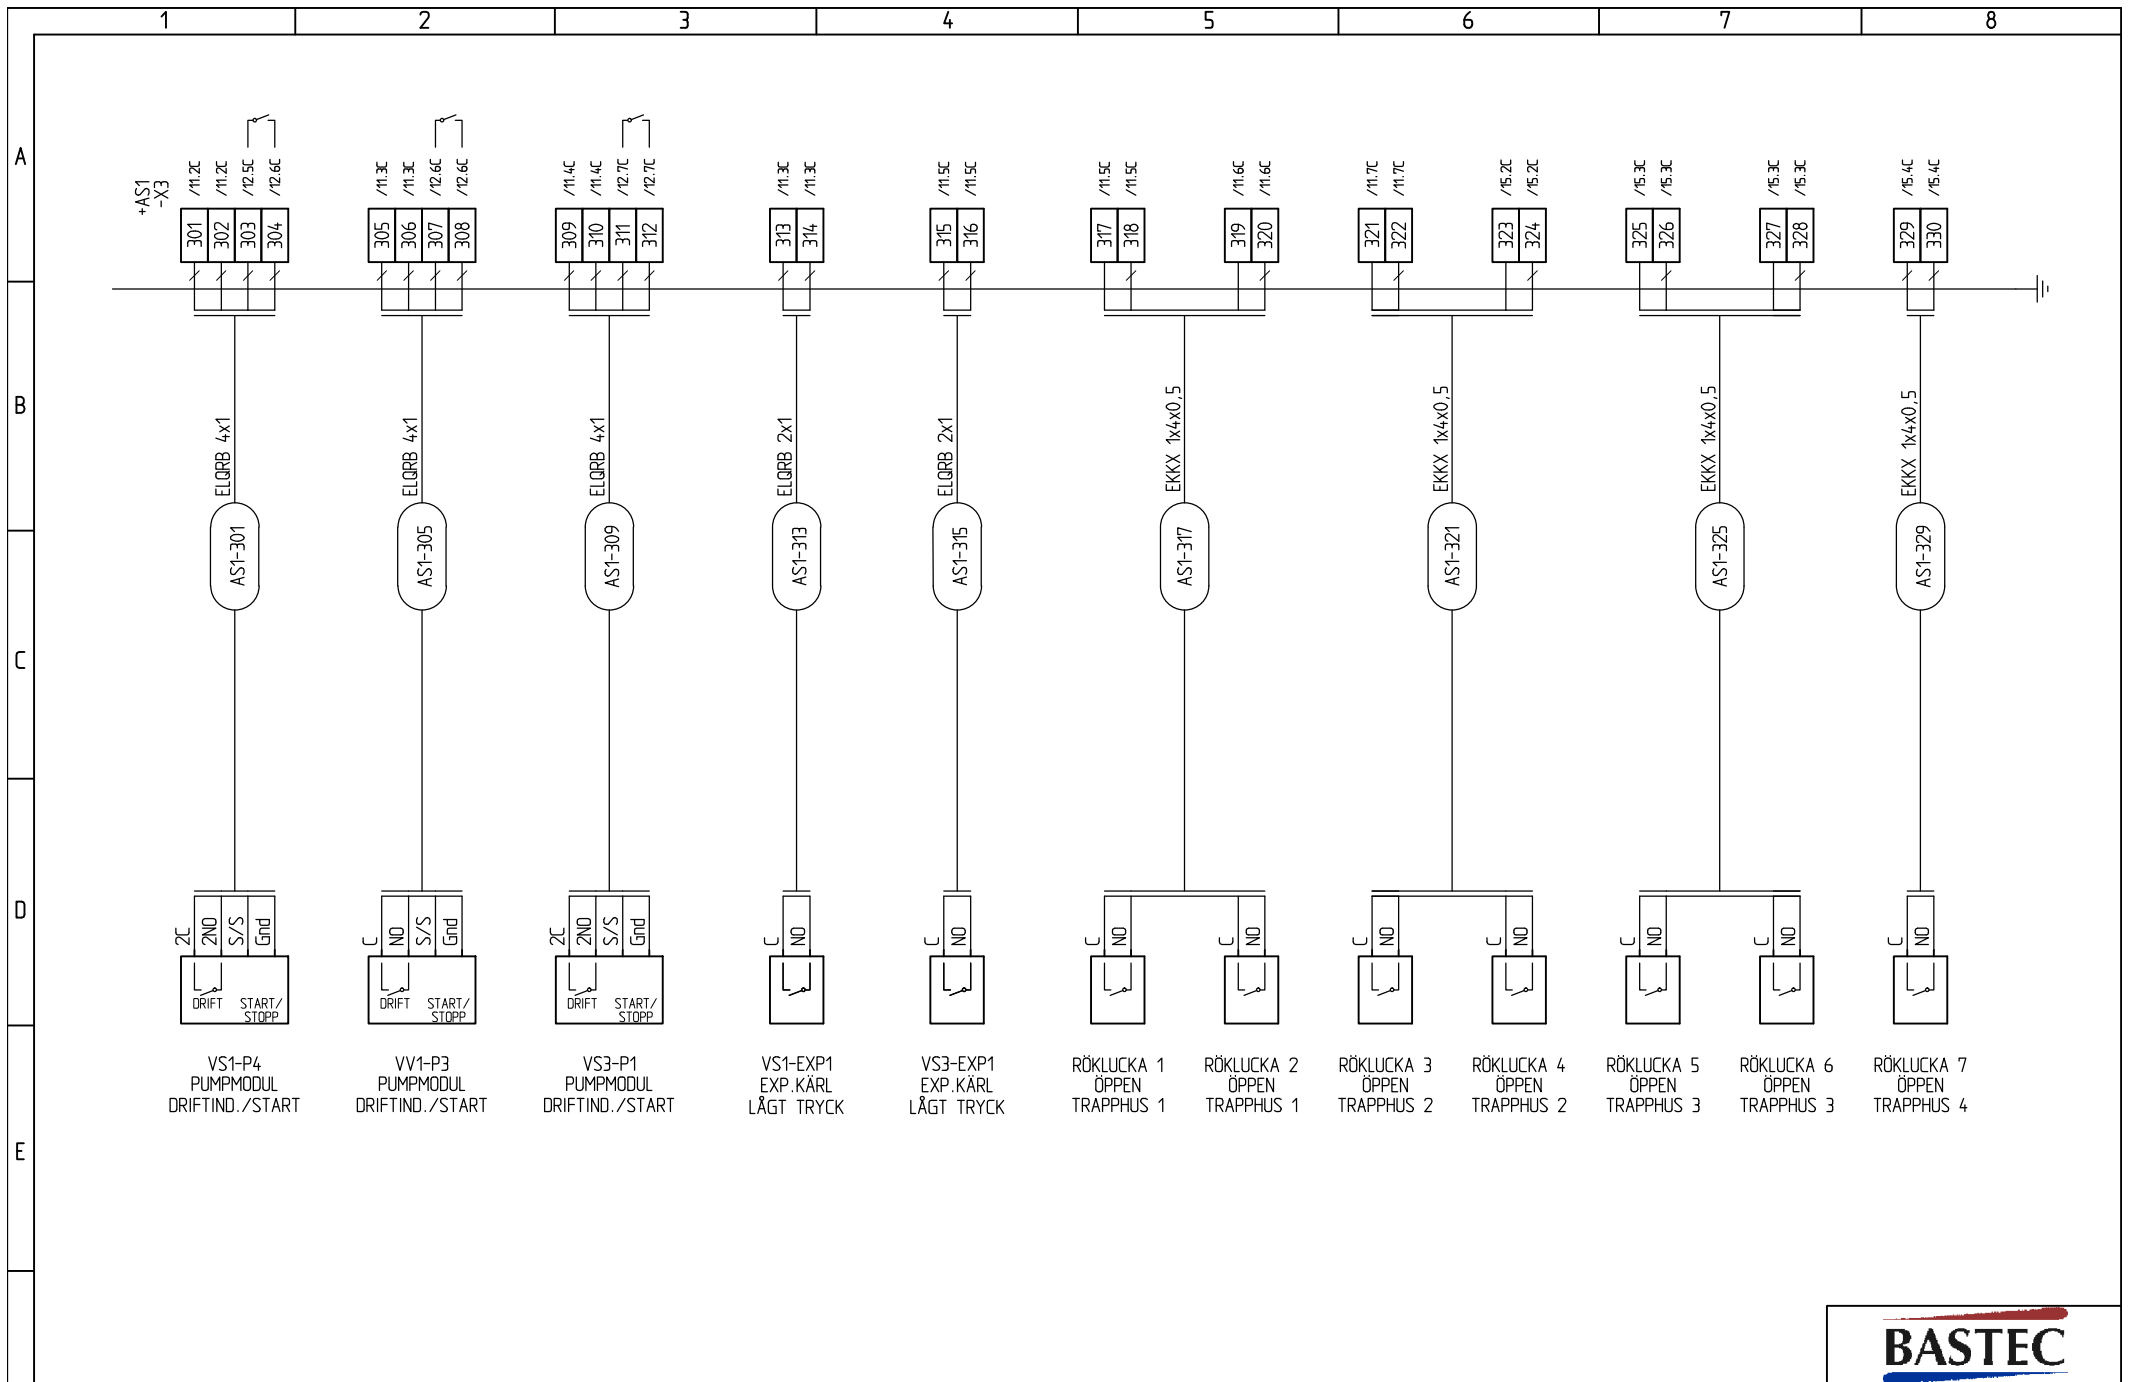 1 2 3 4 5 6 7 8
A
B
C
D
E
+AS1
-X3
/11.2C /11.2C /12.5C /12.6C
/11.3C /11.3C /12.6C /12.6C
/11.4C /11.4C /12.7C /12.7C
/11.3C /11.3C
/11.5C /11.5C
/11.5C /11.5C
/11.6C /11.6C
/11.7C /11.7C
/15.2C /15.2C
/15.3C /15.3C
/15.3C /15.3C
/15.4C /15.4C
301 302 303 304
305 306 307 308
309 310 311 312
313 314
315 316
317 318
319 320
321 322
323 324
325 326
327 328
329 330
ELQRB 4x1
ELQRB 4x1
ELQRB 4x1
ELQRB 2x1
ELQRB 2x1
EKKX 1x4x0,5
EKKX 1x4x0,5
EKKX 1x4x0,5
EKKX 1x4x0,5
AS1-301
AS1-305
AS1-309
AS1-313
AS1-315
AS1-317
AS1-321
AS1-325
AS1-329
2C 2NO S/S Gnd
C NO S/S Gnd
2C 2NO S/S Gnd
C NO
C NO
C NO
C NO
C NO
C NO
C NO
C NO
C NO
DRIFT START/
STOPP
DRIFT START/
STOPP
DRIFT START/
STOPP
VS1-P4
PUMPMODUL
DRIFTIND./START
VV1-P3
PUMPMODUL
DRIFTIND./START
VS3-P1
PUMPMODUL
DRIFTIND./START
VS1-EXP1
EXP.KÄRL
LÅGT TRYCK
VS3-EXP1
EXP.KÄRL
LÅGT TRYCK
RÖKLUCKA 1
ÖPPEN
TRAPPHUS 1
RÖKLUCKA 2
ÖPPEN
TRAPPHUS 1
RÖKLUCKA 3
ÖPPEN
TRAPPHUS 2
RÖKLUCKA 4
ÖPPEN
TRAPPHUS 2
RÖKLUCKA 5
ÖPPEN
TRAPPHUS 3
RÖKLUCKA 6
ÖPPEN
TRAPPHUS 3
RÖKLUCKA 7
ÖPPEN
TRAPPHUS 4
BASTEC